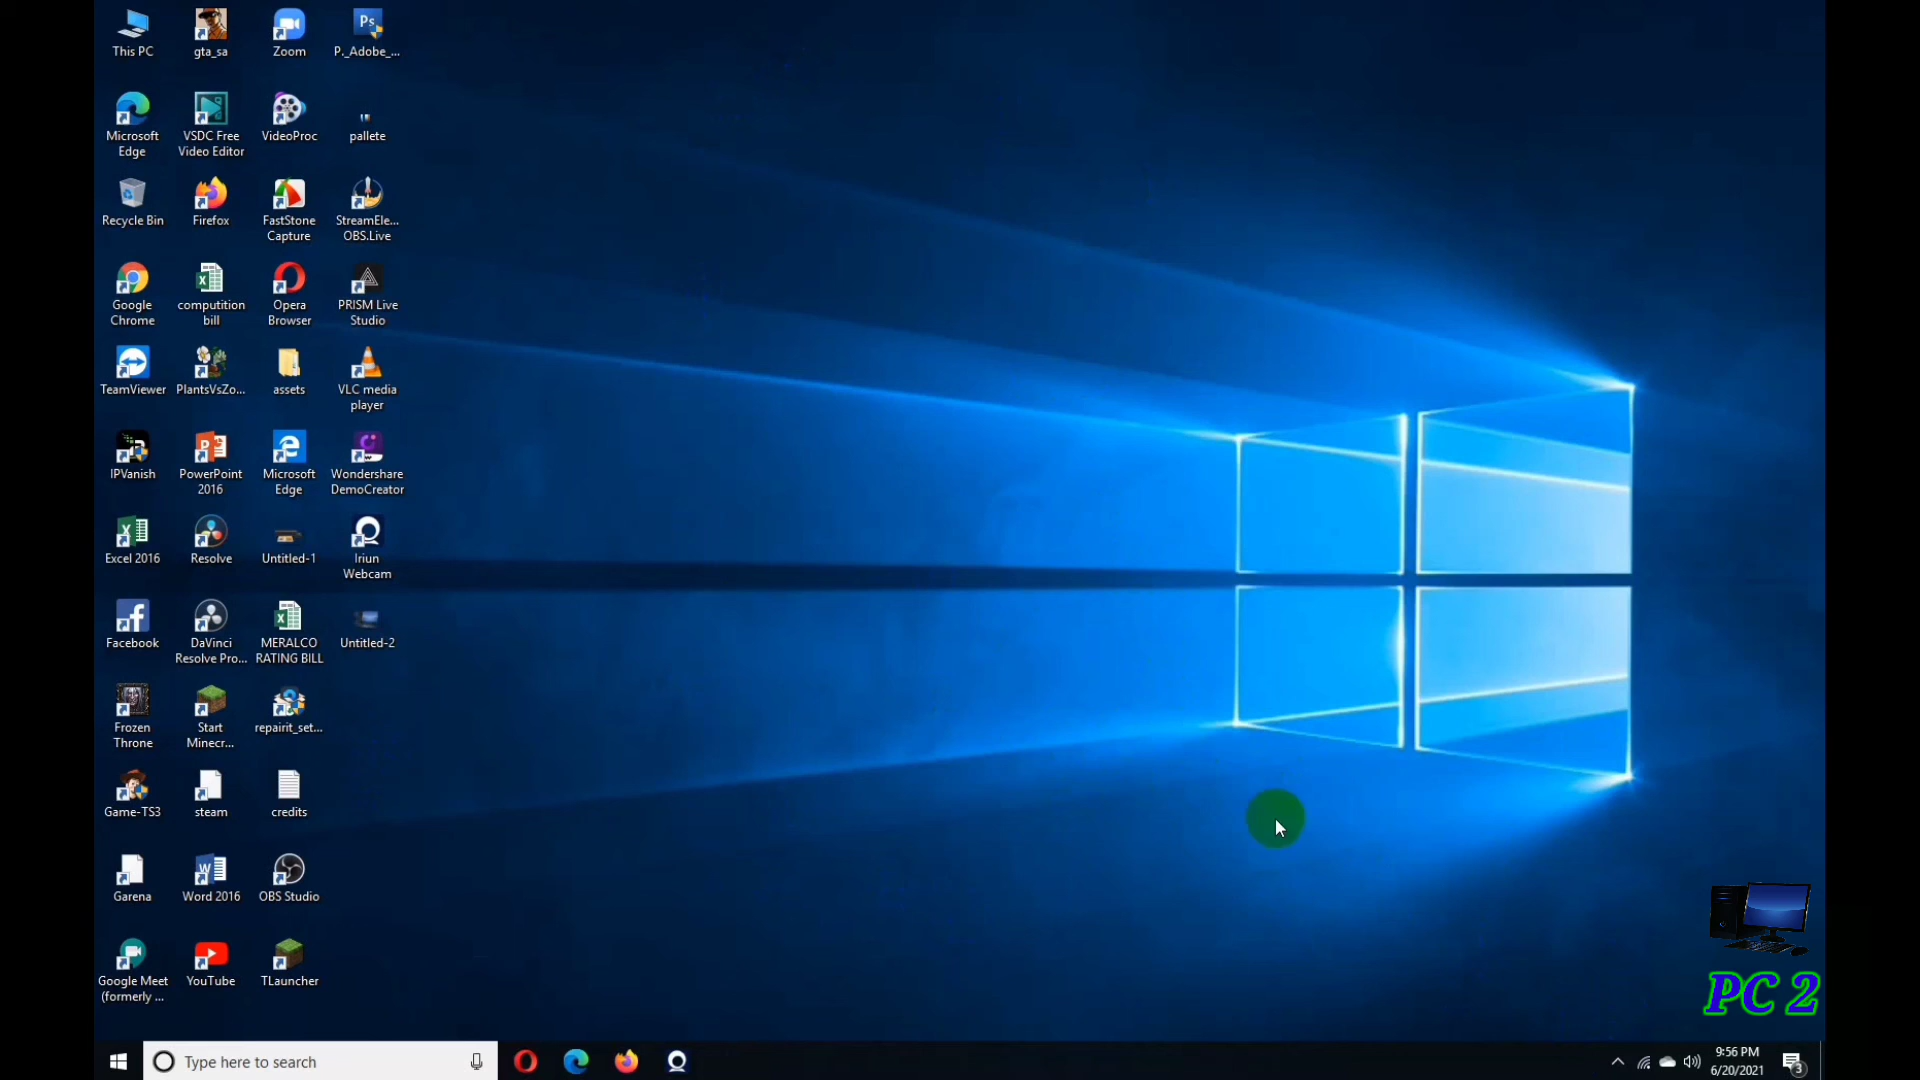 This PC
gta_sa
Zoom
P._Adobe_...
Microsoft
Edge
VSDC Free
Video Editor
VideoProc
pallete
Recycle Bin
Firefox
FastStone
Capture
StreamEle...
OBS.Live
Google
Chrome
computition
bill
Opera
Browser
PRISM Live
Studio
TeamViewer
PlantsVsZo...
assets
VLC media
player
IPVanish
PowerPoint
2016
Microsoft
Edge
Wondershare
DemoCreator
Excel 2016
Resolve
Untitled-1
Iriun
Webcam
Facebook
DaVinci
Resolve Pro...
MERALCO
RATING BILL
Untitled-2
Frozen
Throne
Start
Minecr...
repairit_set...
Game-TS3
steam
credits
Garena
Word 2016
OBS Studio
Google Meet
(formerly ...
YouTube
TLauncher
PC 2
Type here to search
9:56 PM
6/20/2021
3